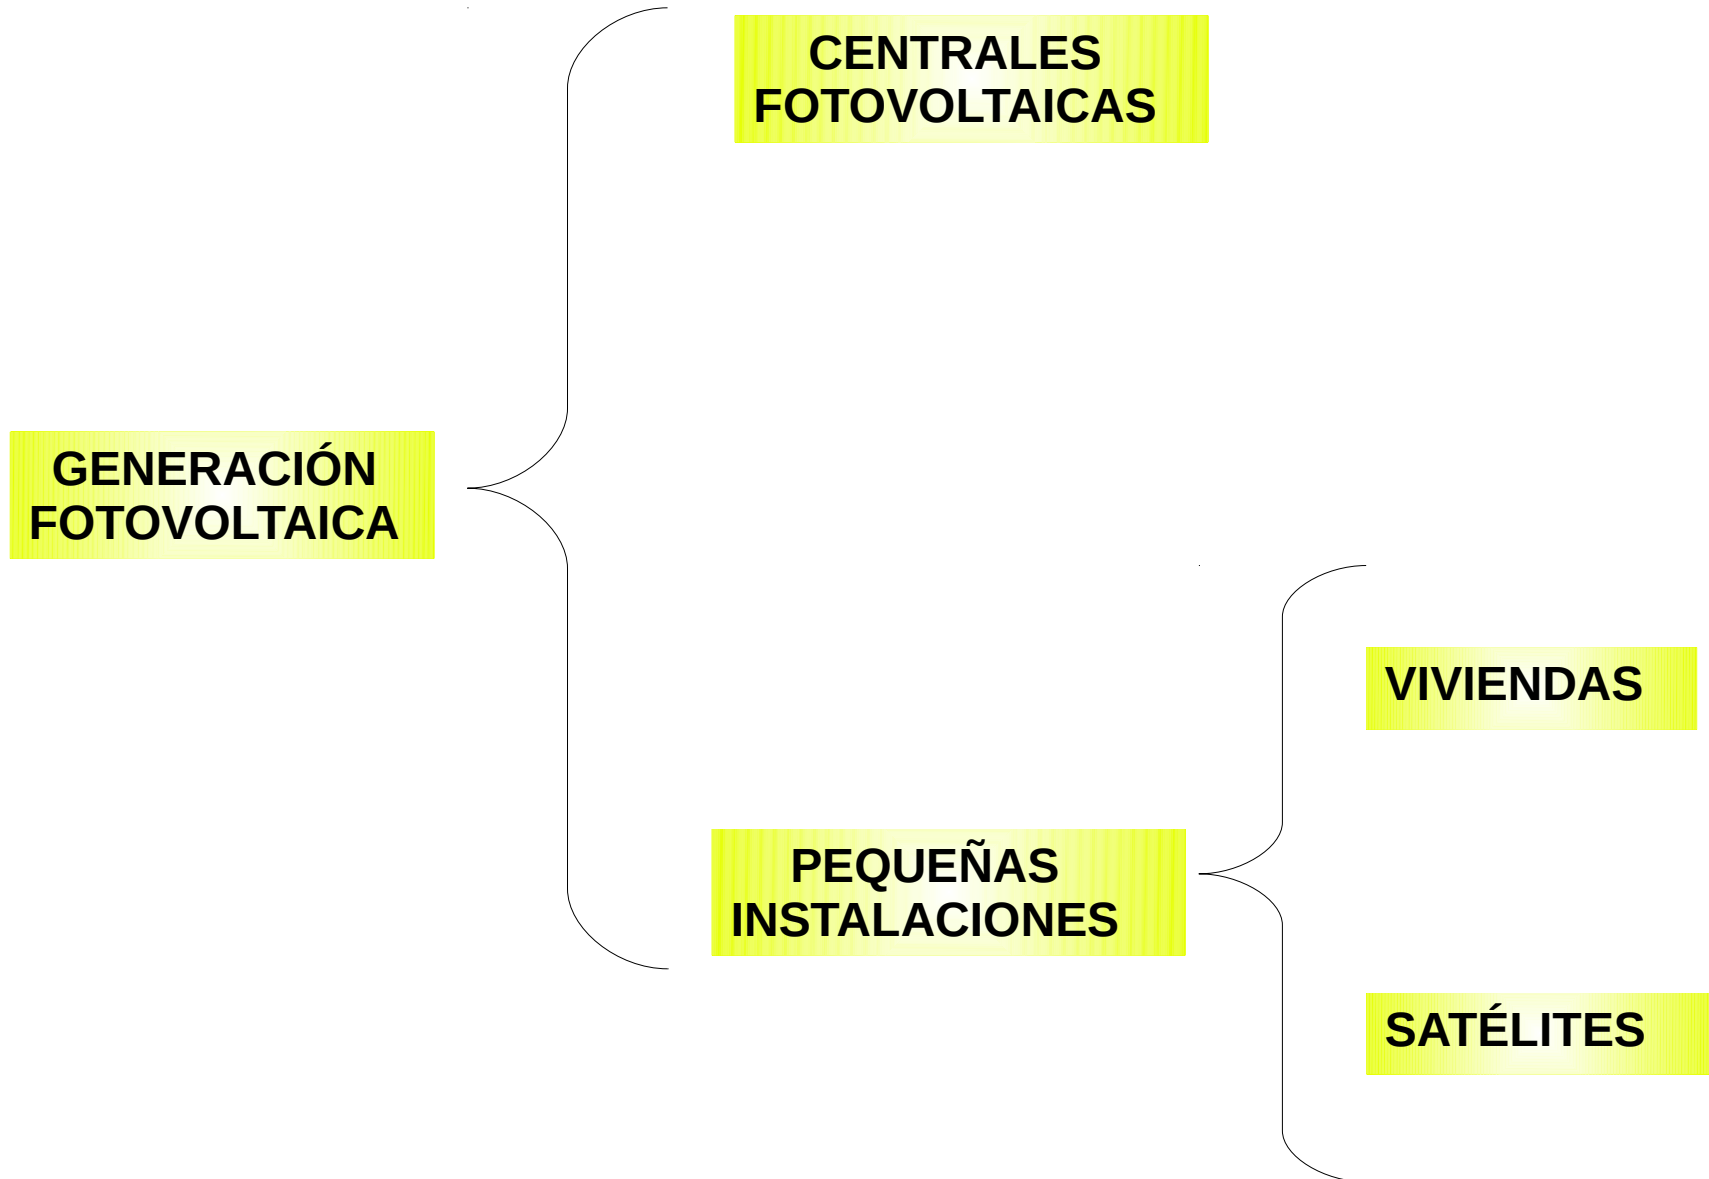 CENTRALES
FOTOVOLTAICAS
GENERACIÓN
FOTOVOLTAICA
VIVIENDAS
PEQUEÑAS
INSTALACIONES
SATÉLITES